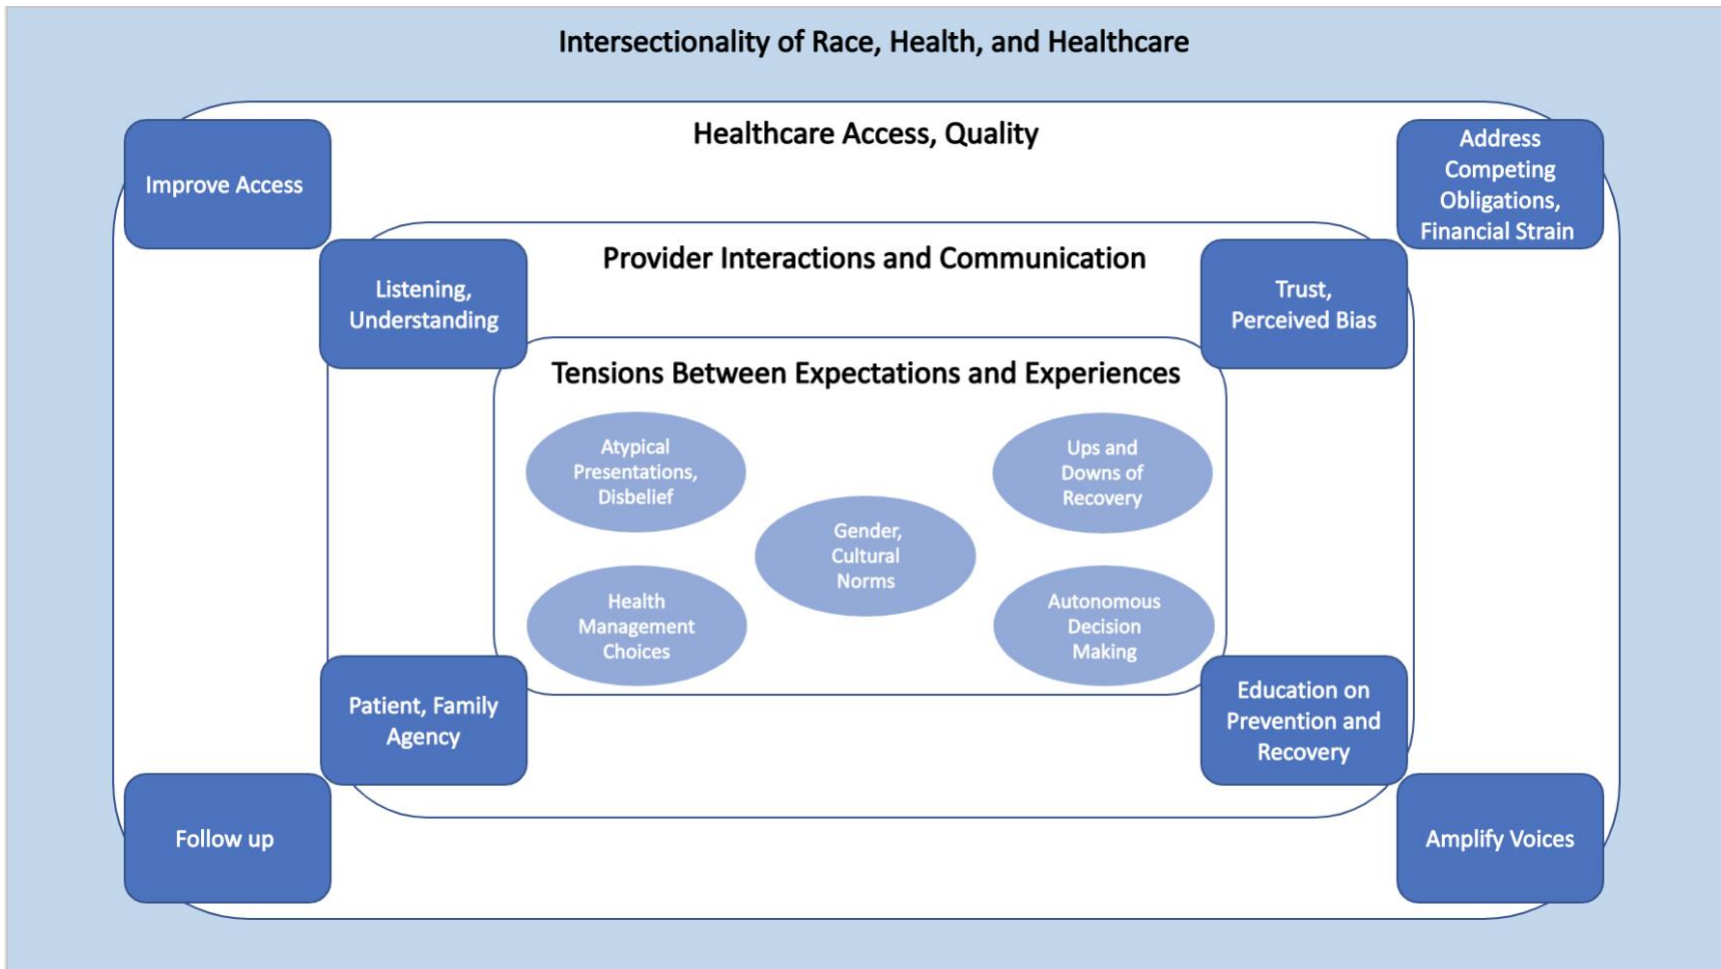 Intersectionality of Race, Health, and Healthcare
Healthcare Access, Quality
Improve Access
Address
Competing
Obligations,
Financial Strain
Provider Interactions and Communication
Listening,
Understanding
Trust,
Perceived Bias
Tensions Between Expectations and Experiences
Atypical
Presentations,
Disbelief
Ups and
Downs of
Recovery
Gender,
Cultural
Norms
Health
Management
Choices
Autonomous
Decision
Making
Patient, Family
Agency
Education on
Prevention and
Recovery
Follow up
Amplify Voices